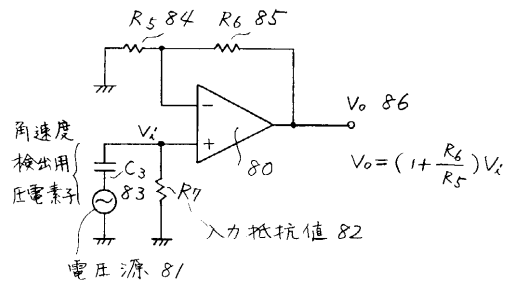 R5 84 R6 85
Vo 86
−
+
80
Vi
角速度
検出用
圧電素子
C3
83
R7
Vo = (1 + R6/R5) Vi
入力抵抗値 82
電圧源 81